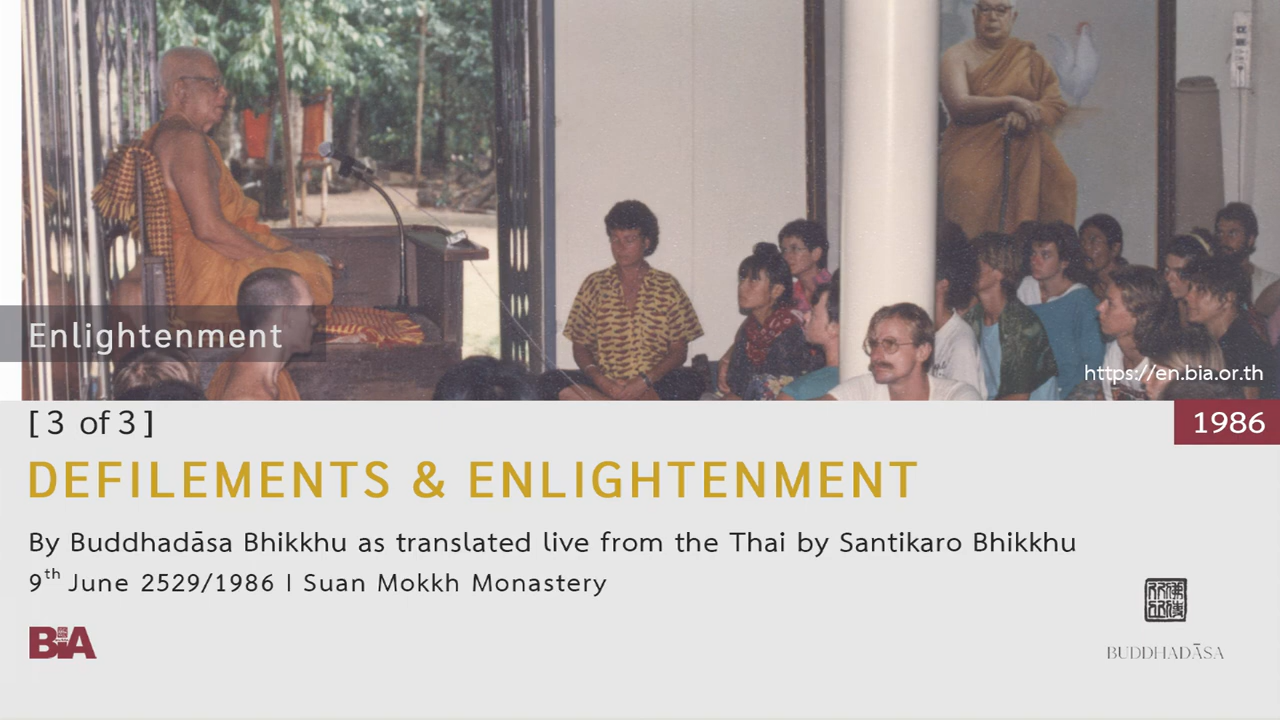 Enlightenment
https://en.bia.or.th
[ 3 of 3 ]
1986
DEFILEMENTS & ENLIGHTENMENT
By Buddhadāsa Bhikkhu as translated live from the Thai by Santikaro Bhikkhu
9th June 2529/1986 | Suan Mokkh Monastery
BIA
BUDDHADĀSA